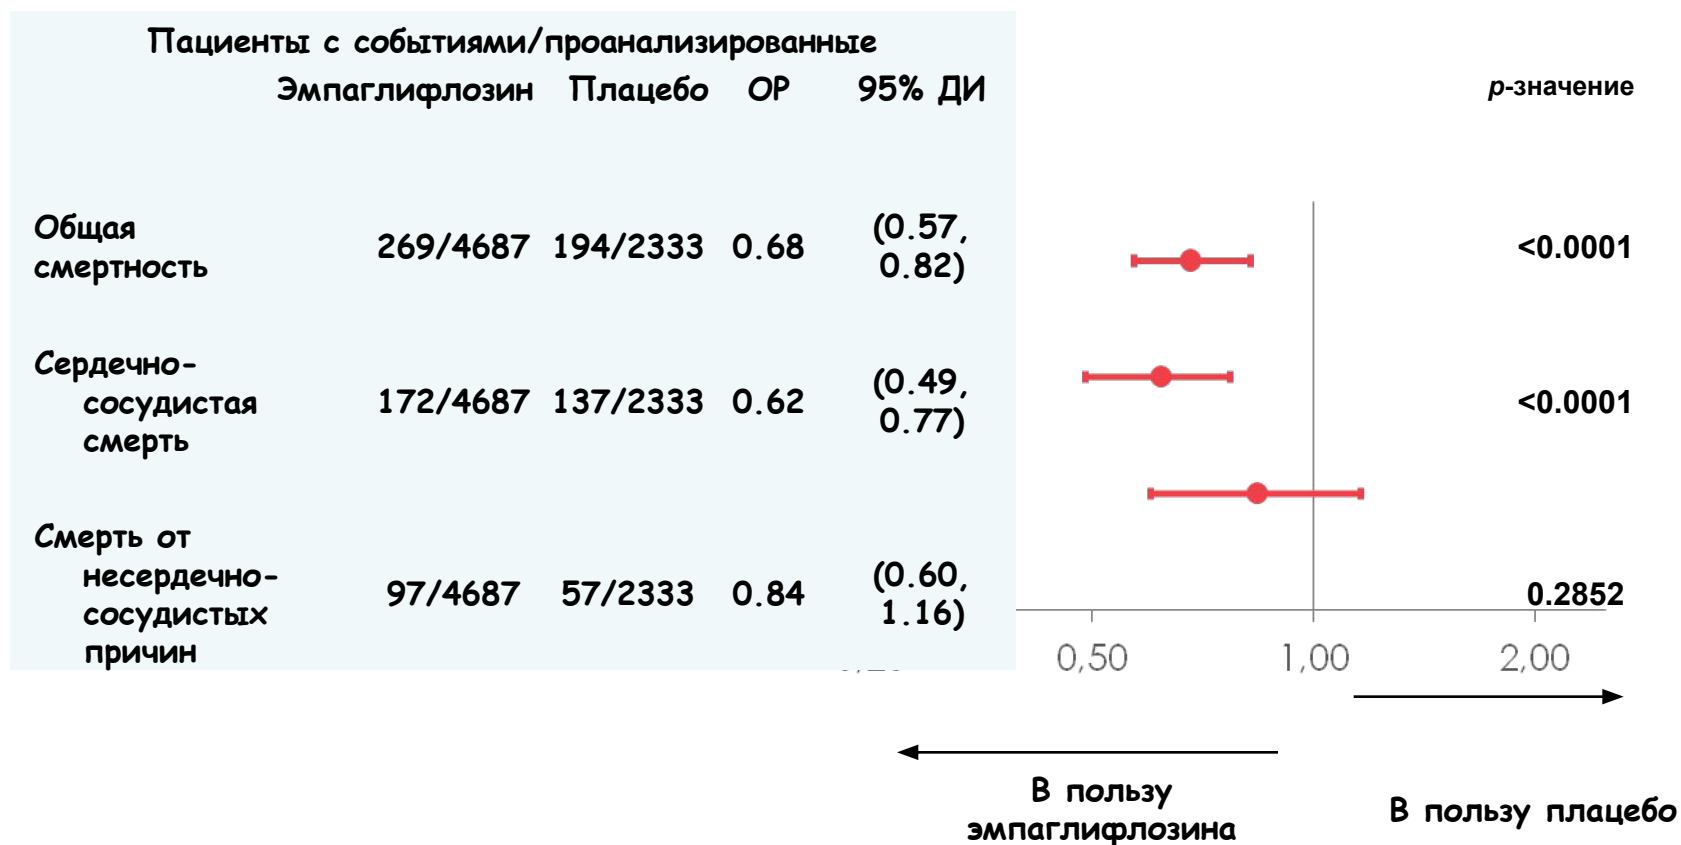 Пациенты с событиями/проанализированные
Эмпаглифлозин Плацебо ОР 95% ДИ p-значение
Общая
смертность
269/4687 194/2333 0.68
(0.57,
0.82)
<0.0001
Сердечно-
сосудистая
смерть
172/4687 137/2333 0.62
(0.49,
0.77)
<0.0001
Смерть от
несердечно-
сосудистых
причин
97/4687 57/2333 0.84
(0.60,
1.16)
0.2852
0,50 1,00 2,00
В пользу
эмпаглифлозина
В пользу плацебо